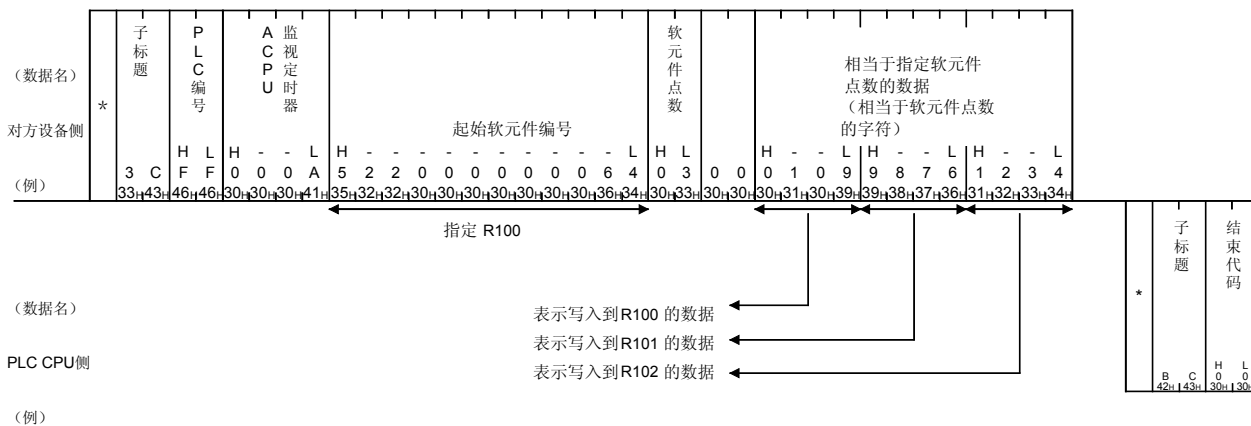 子标题
PLC编号
ACPU
监视定时器
软元件点数
（数据名）
*
对方设备侧
起始软元件编号
相当于指定软元件
点数的数据
（相当于软元件点数
的字符）
H L H - - L H - - - - - - - - - - L H L H - - L H - - L H - - L
3 C F F 0 0 0 A 5 2 2 0 0 0 0 0 0 0 6 4 0 3 0 0 0 1 0 9 9 8 7 6 1 2 3 4
（例）
33H 43H 46H 46H 30H 30H 30H 41H 35H 32H 32H 30H 30H 30H 30H 30H 30H 30H 36H 34H 30H 33H 30H 30H 30H 31H 30H 39H 39H 38H 37H 36H 31H 32H 33H 34H
指定 R100
子标题
结束代码
（数据名）
*
表示写入到R100 的数据
表示写入到R101 的数据
PLC CPU侧
表示写入到R102 的数据
H L
B C 0 0
42H 43H 30H 30H
（例）